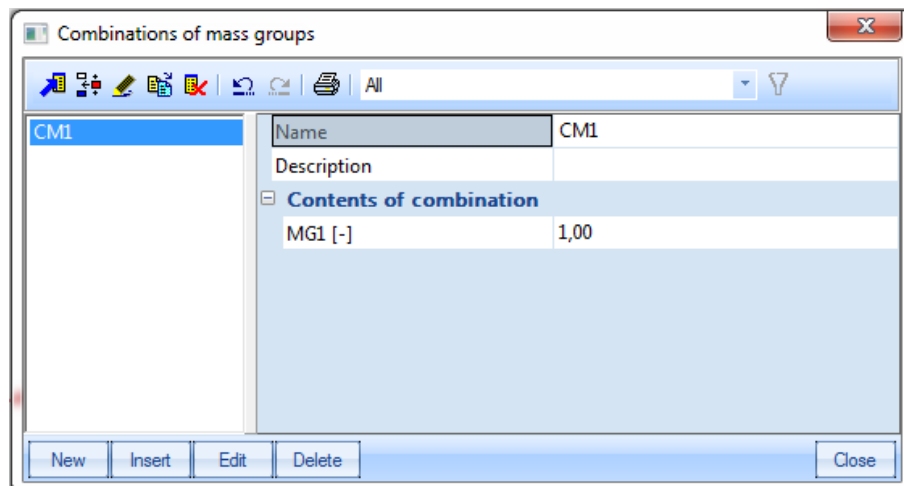 Combinations of mass groups
All
CM1
Name CM1
Description
Contents of combination
MG1 [-] 1,00
New Insert Edit Delete Close